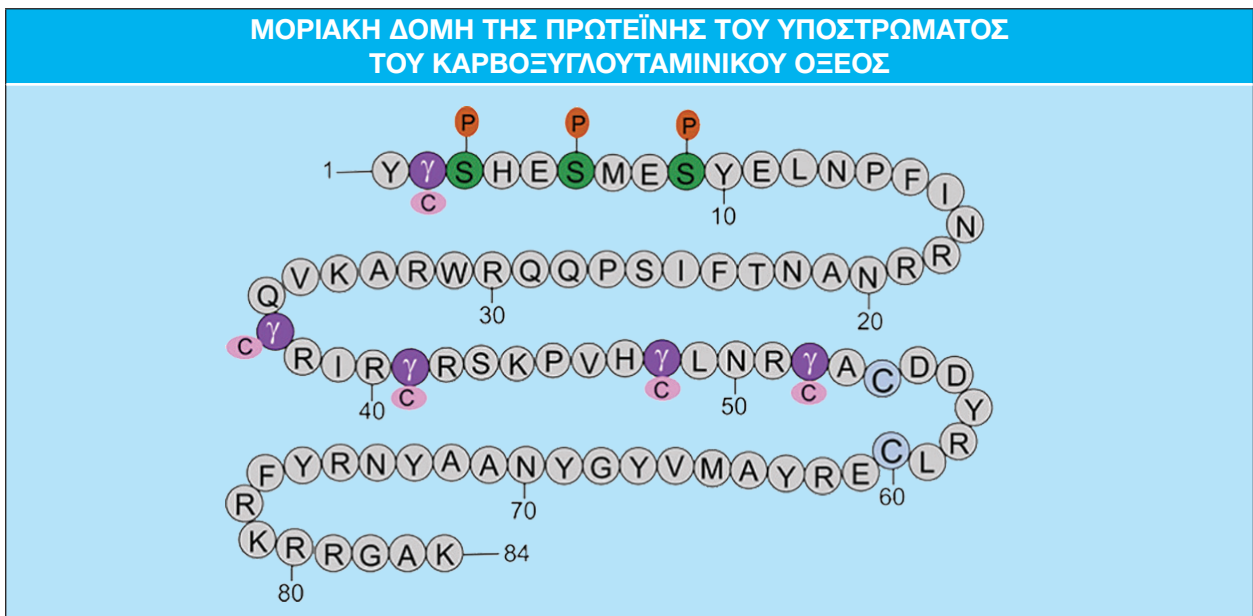 ΜΟΡΙΑΚΗ ΔΟΜΗ ΤΗΣ ΠΡΩΤΕΪΝΗΣ ΤΟΥ ΥΠΟΣΤΡΩΜΑΤΟΣ
ΤΟΥ ΚΑΡΒΟΞΥΓΛΟΥΤΑΜΙΝΙΚΟΥ ΟΞΕΟΣ
P P P
1 Y γ S H E S M E S Y E L N P F I N
C 10
Q V K A R W R Q Q P S I F T N A N R R
30 20
C γ R I R γ R S K P V H γ L N R γ A C D D Y
40 C C 50 C
F Y R N Y A A N Y G Y V M A Y R E C L R
70 60
R K R R G A K 84
80